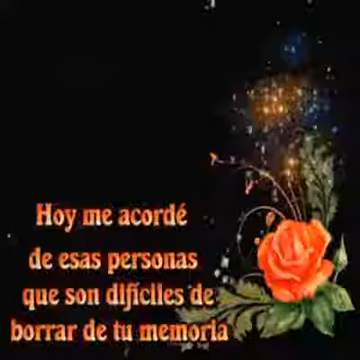 Hoy me acordé
de esas personas
que son difíciles de
borrar de tu memoria